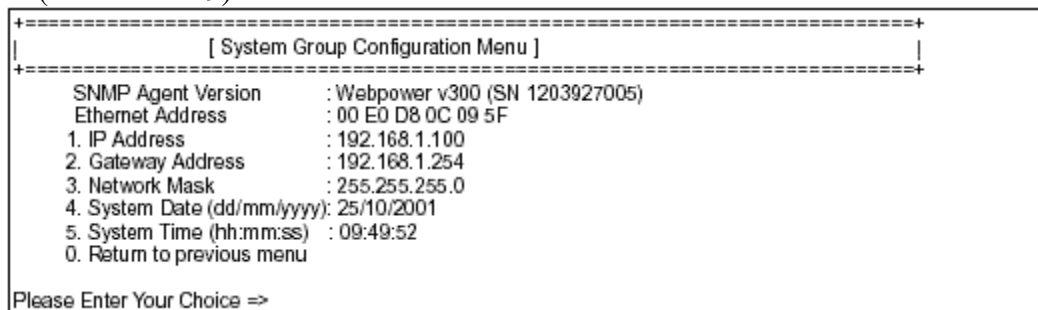 +==========================================================================+
| [ System Group Configuration Menu ] |
+==========================================================================+
SNMP Agent Version : Webpower v300 (SN 1203927005)
Ethernet Address : 00 E0 D8 0C 09 5F
1. IP Address : 192.168.1.100
2. Gateway Address : 192.168.1.254
3. Network Mask : 255.255.255.0
4. System Date (dd/mm/yyyy): 25/10/2001
5. System Time (hh:mm:ss) : 09:49:52
0. Return to previous menu
Please Enter Your Choice =>